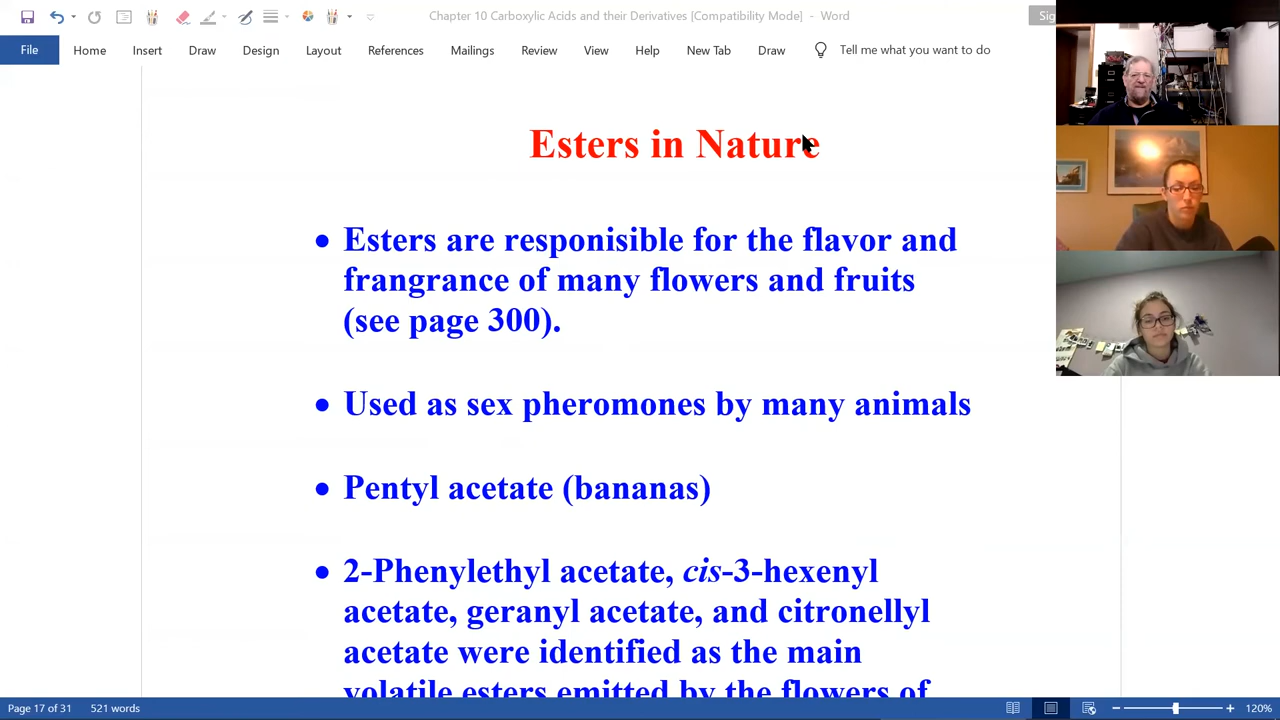 Chapter 10 Carboxylic Acids and their Derivatives [Compatibility Mode] - Word
File Home Insert Draw Design Layout References Mailings Review View Help New Tab Draw Tell me what you want to do
Esters in Nature
• Esters are responisible for the flavor and
frangrance of many flowers and fruits
(see page 300).
• Used as sex pheromones by many animals
• Pentyl acetate (bananas)
• 2-Phenylethyl acetate, cis-3-hexenyl
acetate, geranyl acetate, and citronellyl
acetate were identified as the main
volatile esters emitted by the flowers of
Page 17 of 31 521 words 120%